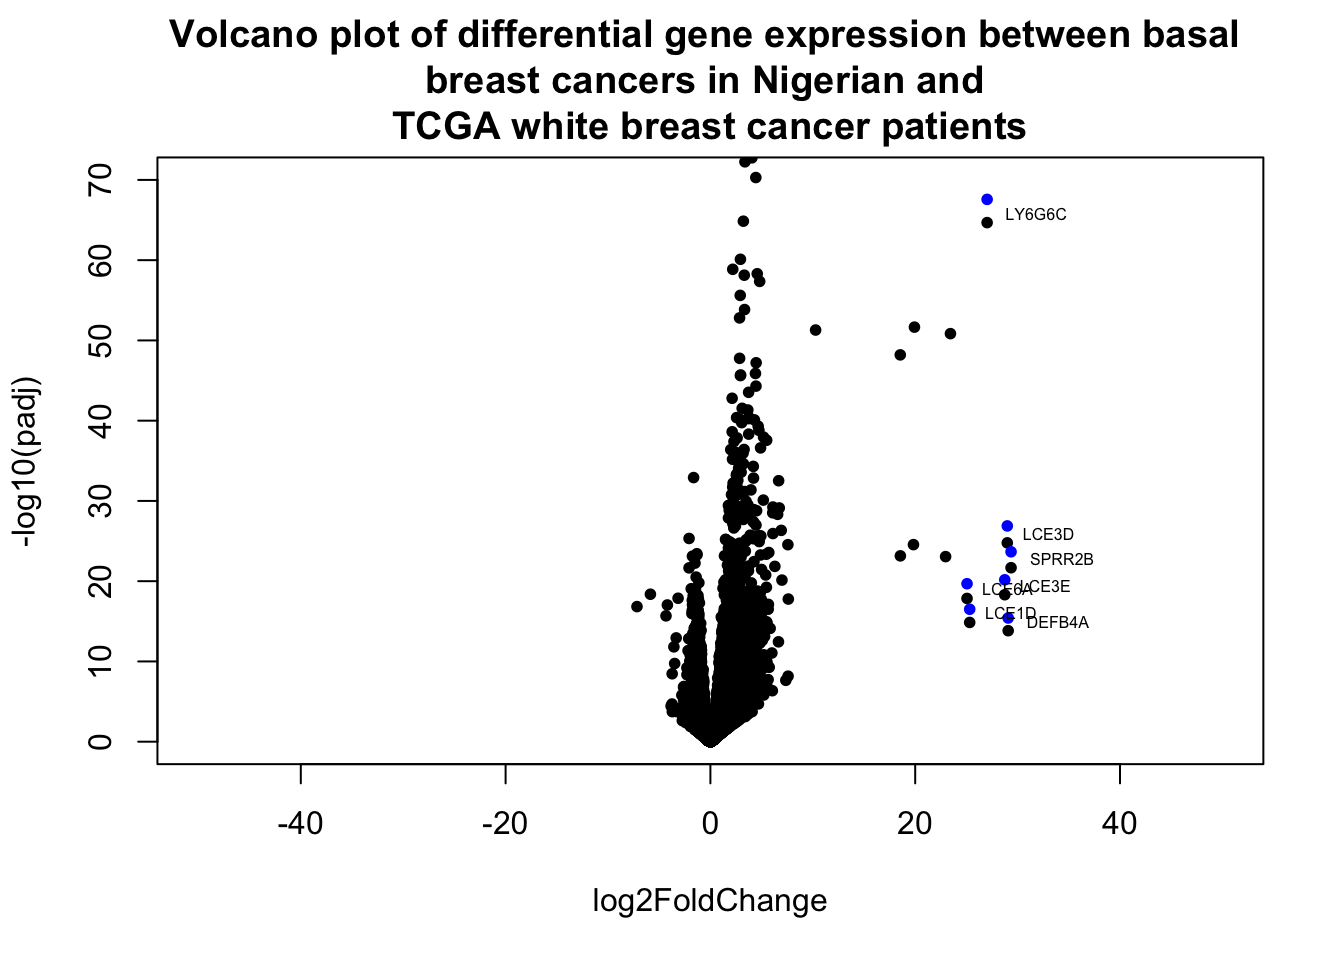 Volcano plot of differential gene expression between basal
breast cancers in Nigerian and
TCGA white breast cancer patients
70
60
50
40
30
20
10
0
-log10(padj)
LY6G6C
LCE3D
SPRR2B
LCE3E
LCE6A
LCE1D
DEFB4A
-40 -20 0 20 40
log2FoldChange